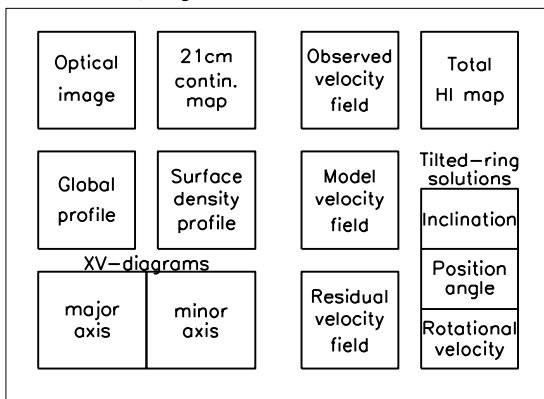 Optical
image
21cm
contin.
map
Observed
velocity
field
Total
HI map
Global
profile
Surface
density
profile
Model
velocity
field
Tilted-ring
solutions
Inclination
Position
angle
Rotational
velocity
XV-diagrams
major
axis
minor
axis
Residual
velocity
field